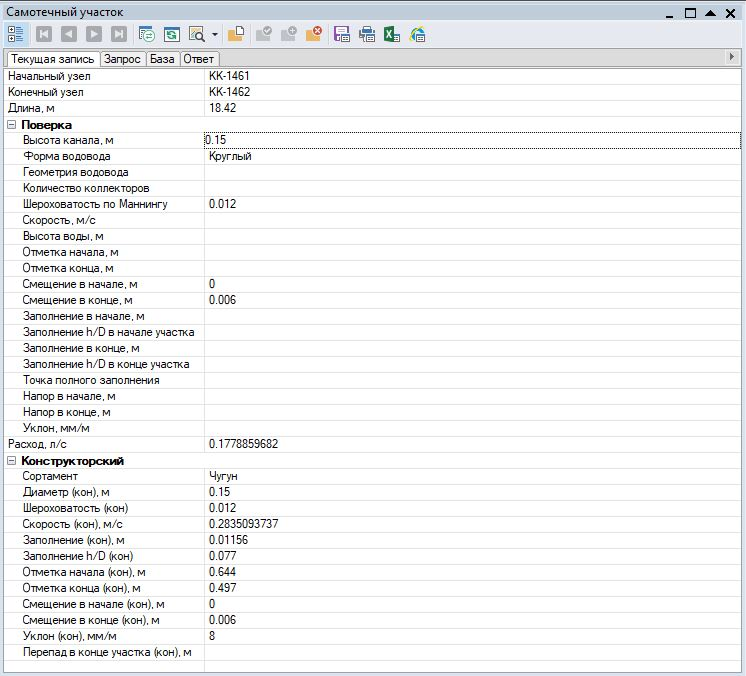 Самотечный участок
Текущая запись Запрос База Ответ
Начальный узел КК-1461
Конечный узел КК-1462
Длина, м 18.42
Поверка
Высота канала, м 0.15
Форма водовода Круглый
Геометрия водовода
Количество коллекторов
Шероховатость по Маннингу 0.012
Скорость, м/с
Высота воды, м
Отметка начала, м
Отметка конца, м
Смещение в начале, м 0
Смещение в конце, м 0.006
Заполнение в начале, м
Заполнение h/D в начале участка
Заполнение в конце, м
Заполнение h/D в конце участка
Точка полного заполнения
Напор в начале, м
Напор в конце, м
Уклон, мм/м
Расход, л/с 0.1778859682
Конструкторский
Сортамент Чугун
Диаметр (кон), м 0.15
Шероховатость (кон) 0.012
Скорость (кон), м/с 0.2835093737
Заполнение (кон), м 0.01156
Заполнение h/D (кон) 0.077
Отметка начала (кон), м 0.644
Отметка конца (кон), м 0.497
Смещение в начале (кон), м 0
Смещение в конце (кон), м 0.006
Уклон (кон), мм/м 8
Перепад в конце участка (кон), м